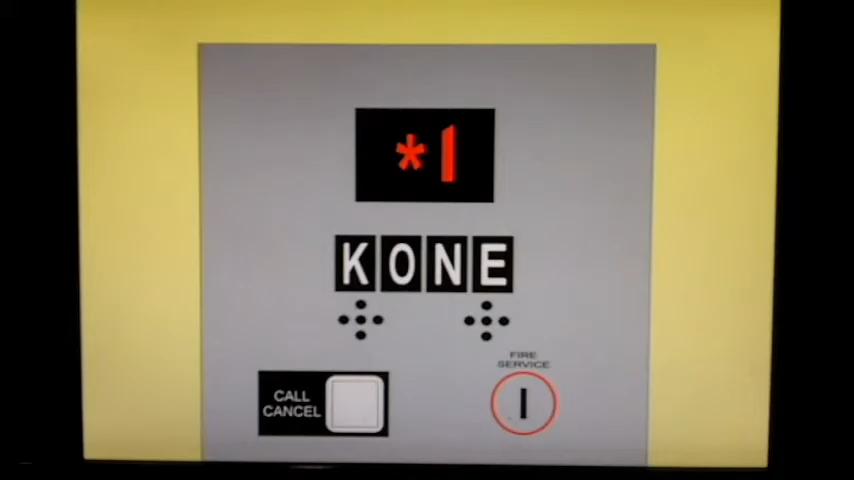 *1
KONE
FIRE
SERVICE
CALL
CANCEL
I